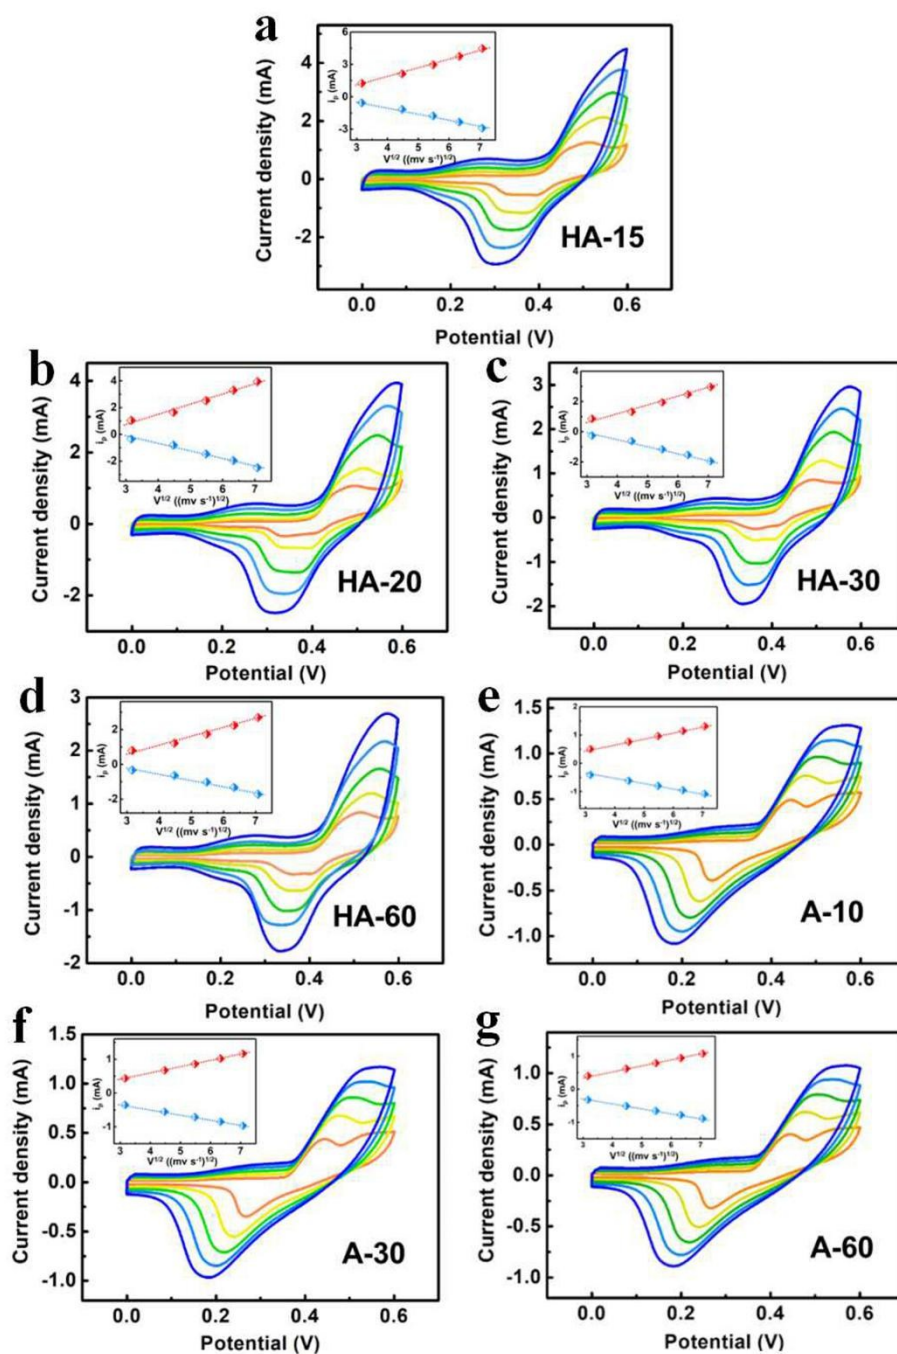 a
6
3
0
-3
iₚ (mA)
3 4 5 6 7
V1/2 ((mv s-1)1/2)
4
2
0
-2
Current density (mA)
HA-15
0.0 0.2 0.4 0.6
Potential (V)
b
4
2
0
-2
iₚ (mA)
3 4 5 6 7
V1/2 ((mv s-1)1/2)
4
2
0
-2
Current density (mA)
HA-20
0.0 0.2 0.4 0.6
Potential (V)
c
4
2
0
-2
iₚ (mA)
3 4 5 6 7
V1/2 ((mv s-1)1/2)
3
2
1
0
-1
-2
Current density (mA)
HA-30
0.0 0.2 0.4 0.6
Potential (V)
d
2
0
-2
iₚ (mA)
3 4 5 6 7
V1/2 ((mv s-1)1/2)
3
2
1
0
-1
-2
Current density (mA)
HA-60
0.0 0.2 0.4 0.6
Potential (V)
e
2
1
0
-1
iₚ (mA)
3 4 5 6 7
V1/2 ((mv s-1)1/2)
1.5
1.0
0.5
0.0
-0.5
-1.0
Current density (mA)
A-10
0.0 0.2 0.4 0.6
Potential (V)
f
1
0
-1
iₚ (mA)
3 4 5 6 7
V1/2 ((mv s-1)1/2)
1.5
1.0
0.5
0.0
-0.5
-1.0
Current density (mA)
A-30
0.0 0.2 0.4 0.6
Potential (V)
g
1
0
-1
iₚ (mA)
3 4 5 6 7
V1/2 ((mv s-1)1/2)
1.0
0.5
0.0
-0.5
-1.0
Current density (mA)
A-60
0.0 0.2 0.4 0.6
Potential (V)